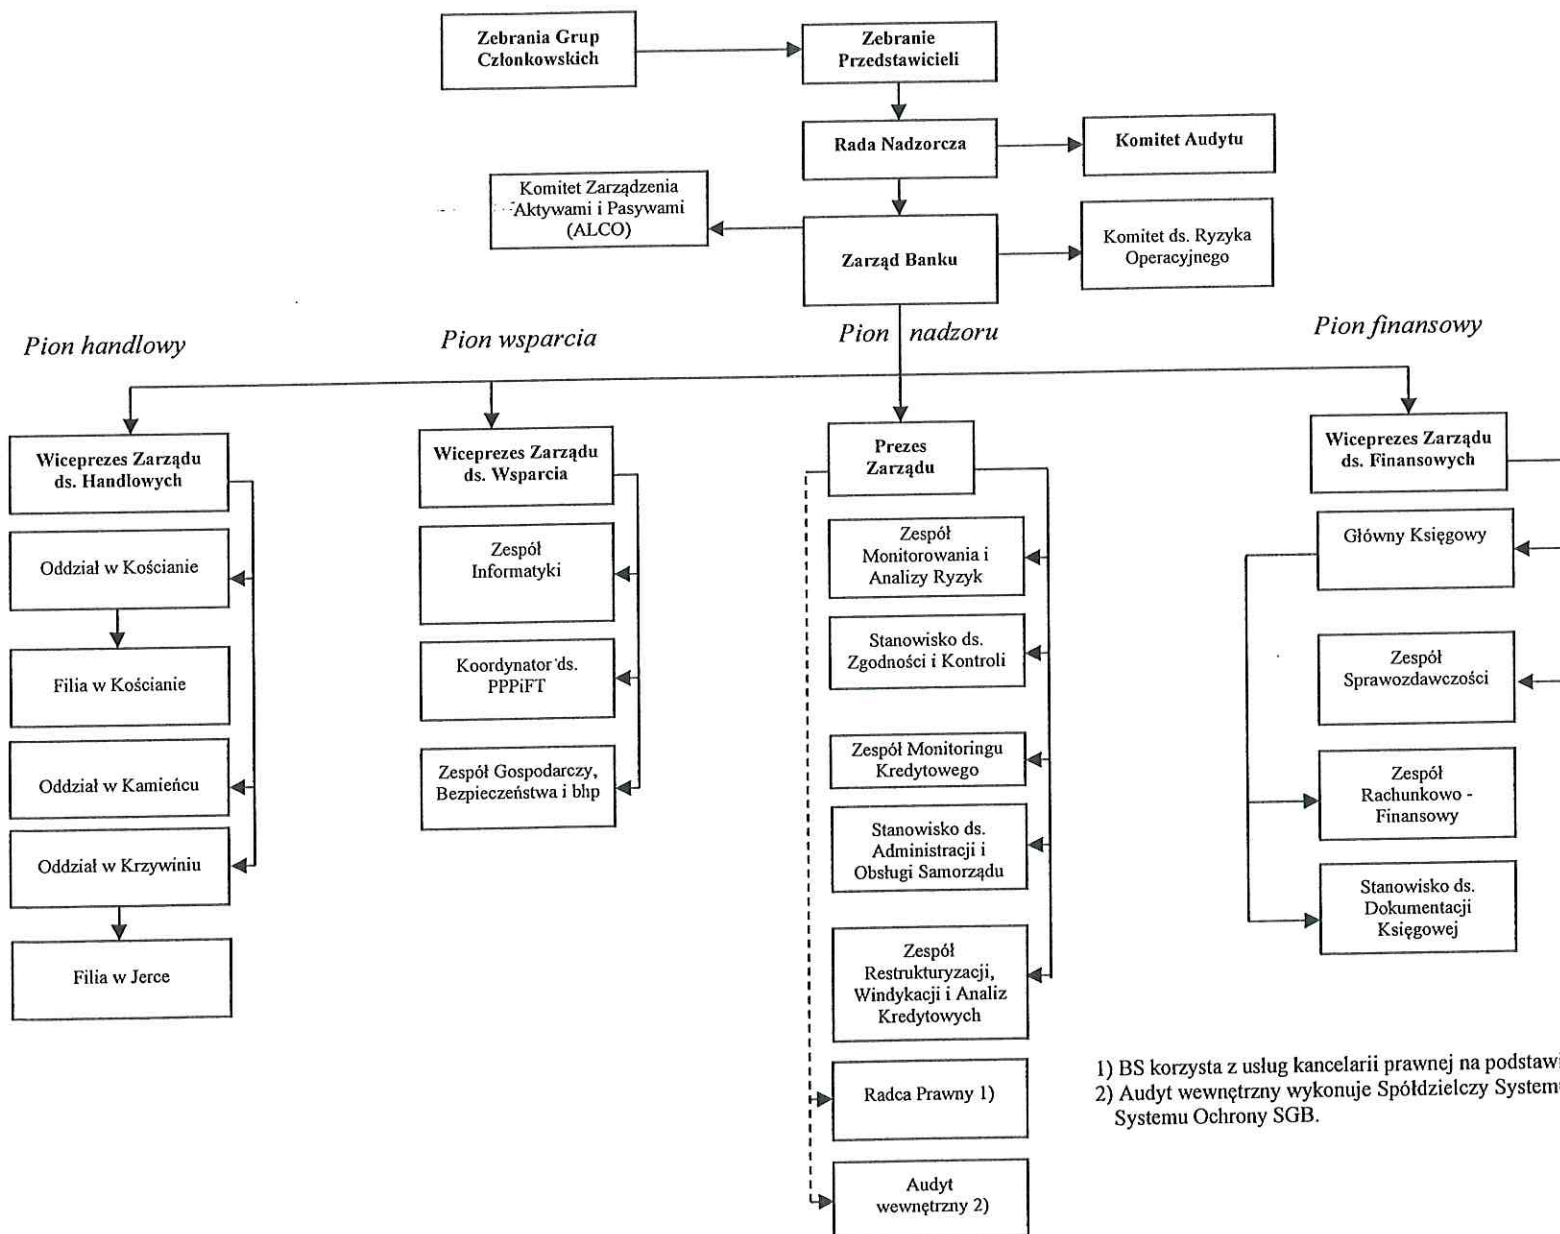 Zebrania Grup
Członkowskich
Zebranie
Przedstawicieli
Rada Nadzorcza
Komitet Audytu
Komitet Zarządzenia
Aktywami i Pasywami
(ALCO)
Zarząd Banku
Komitet ds. Ryzyka
Operacyjnego
Pion handlowy
Pion wsparcia
Pion nadzoru
Pion finansowy
Wiceprezes Zarządu
ds. Handlowych
Oddział w Kościanie
Filia w Kościanie
Oddział w Kamieńcu
Oddział w Krzywiniu
Filia w Jerce
Wiceprezes Zarządu
ds. Wsparcia
Zespół
Informatyki
Koordynator ds.
PPPiFT
Zespół Gospodarczy,
Bezpieczeństwa i bhp
Prezes
Zarządu
Zespół
Monitorowania i
Analizy Ryzyk
Stanowisko ds.
Zgodności i Kontroli
Zespół Monitoringu
Kredytowego
Stanowisko ds.
Administracji i
Obsługi Samorządu
Zespół
Restrukturyzacji,
Windykacji i Analiz
Kredytowych
Radca Prawny 1)
Audyt
wewnętrzny 2)
Wiceprezes Zarządu
ds. Finansowych
Główny Księgowy
Zespół
Sprawozdawczości
Zespół
Rachunkowo -
Finansowy
Stanowisko ds.
Dokumentacji
Księgowej
1) BS korzysta z usług kancelarii prawnej na podstawi
2) Audyt wewnętrzny wykonuje Spółdzielczy System
Systemu Ochrony SGB.